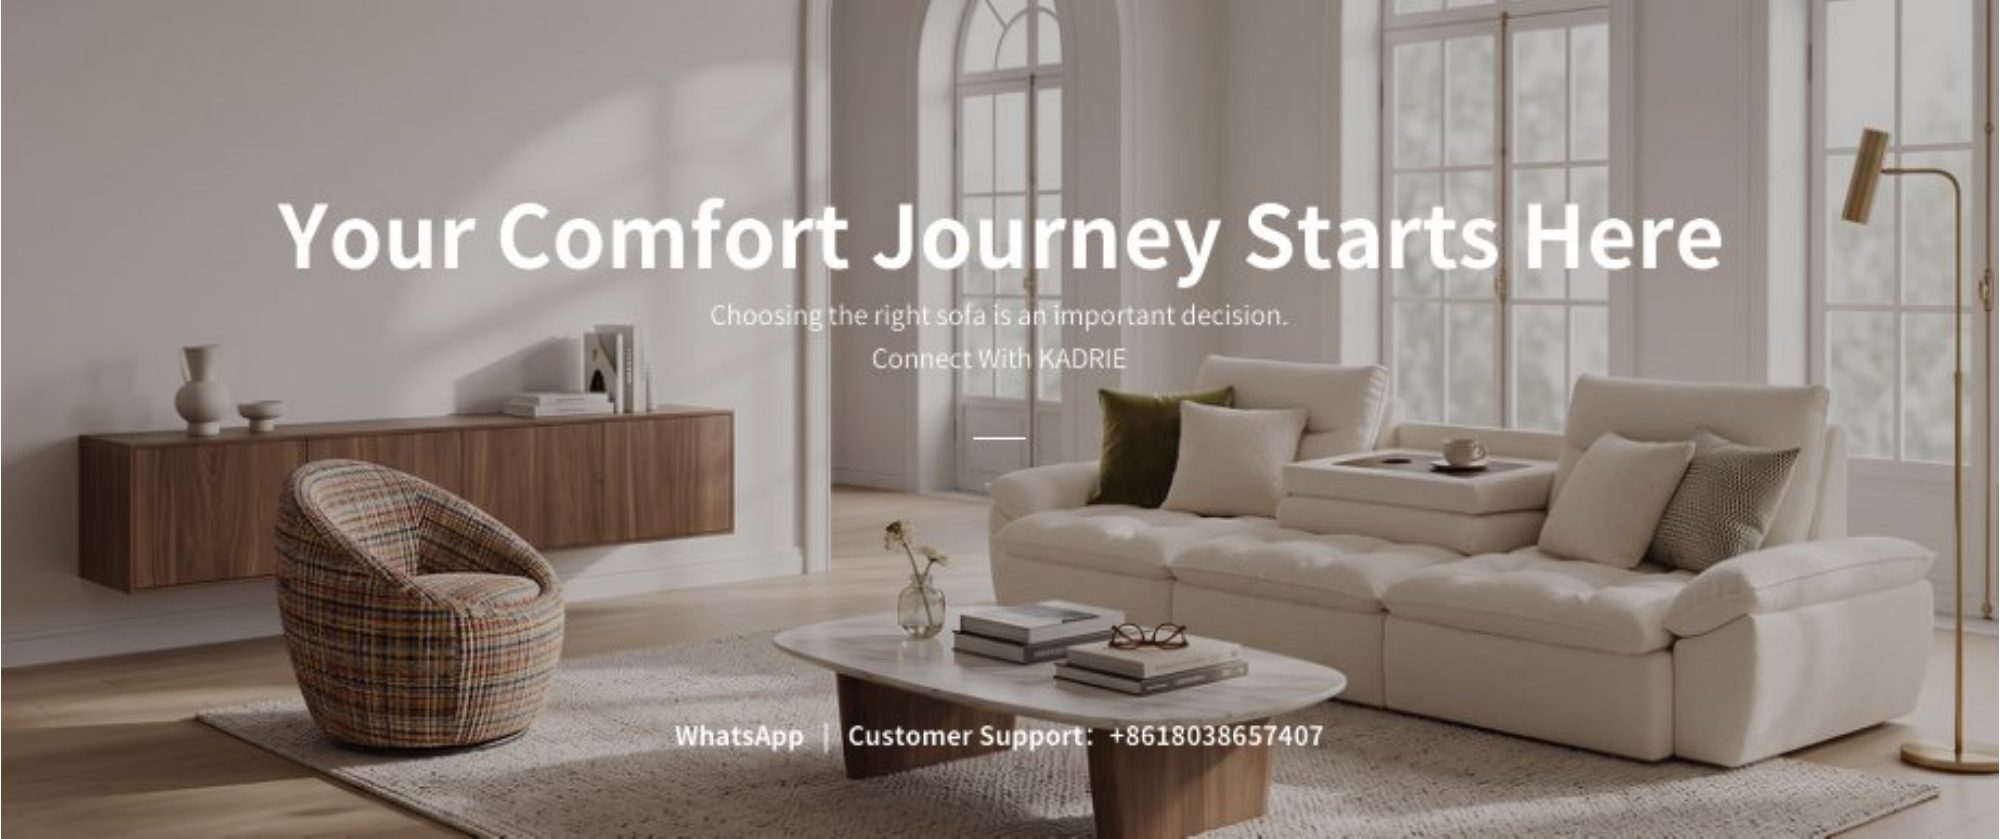 Your Comfort Journey Starts Here
Choosing the right sofa is an important decision.
Connect With KADRIE
WhatsApp | Customer Support：+8618038657407